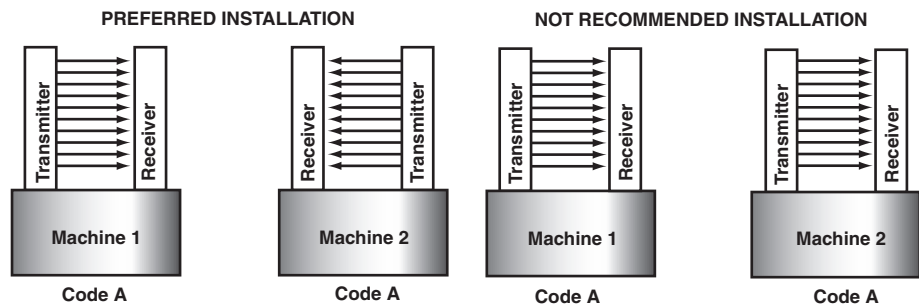 PREFERRED INSTALLATION
Transmitter
Receiver
Machine 1
Code A
Receiver
Transmitter
Machine 2
Code A
NOT RECOMMENDED INSTALLATION
Transmitter
Receiver
Machine 1
Code A
Transmitter
Receiver
Machine 2
Code A